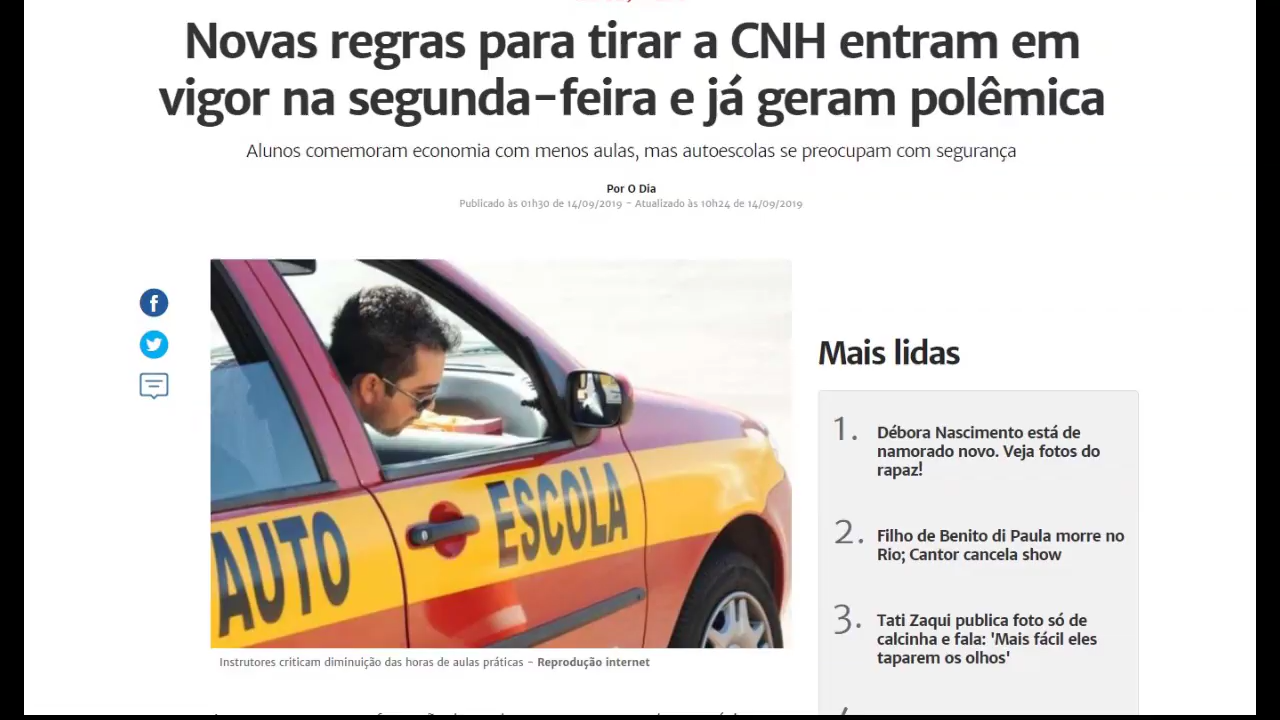 Novas regras para tirar a CNH entram em
vigor na segunda-feira e já geram polêmica
Alunos comemoram economia com menos aulas, mas autoescolas se preocupam com segurança
Por O Dia
Publicado às 01h30 de 14/09/2019 - Atualizado às 10h24 de 14/09/2019
AUTO ESCOLA
Instrutores criticam diminuição das horas de aulas práticas - Reprodução internet
Mais lidas
1. Débora Nascimento está de
namorado novo. Veja fotos do
rapaz!
2. Filho de Benito di Paula morre no
Rio; Cantor cancela show
3. Tati Zaqui publica foto só de
calcinha e fala: 'Mais fácil eles
taparem os olhos'